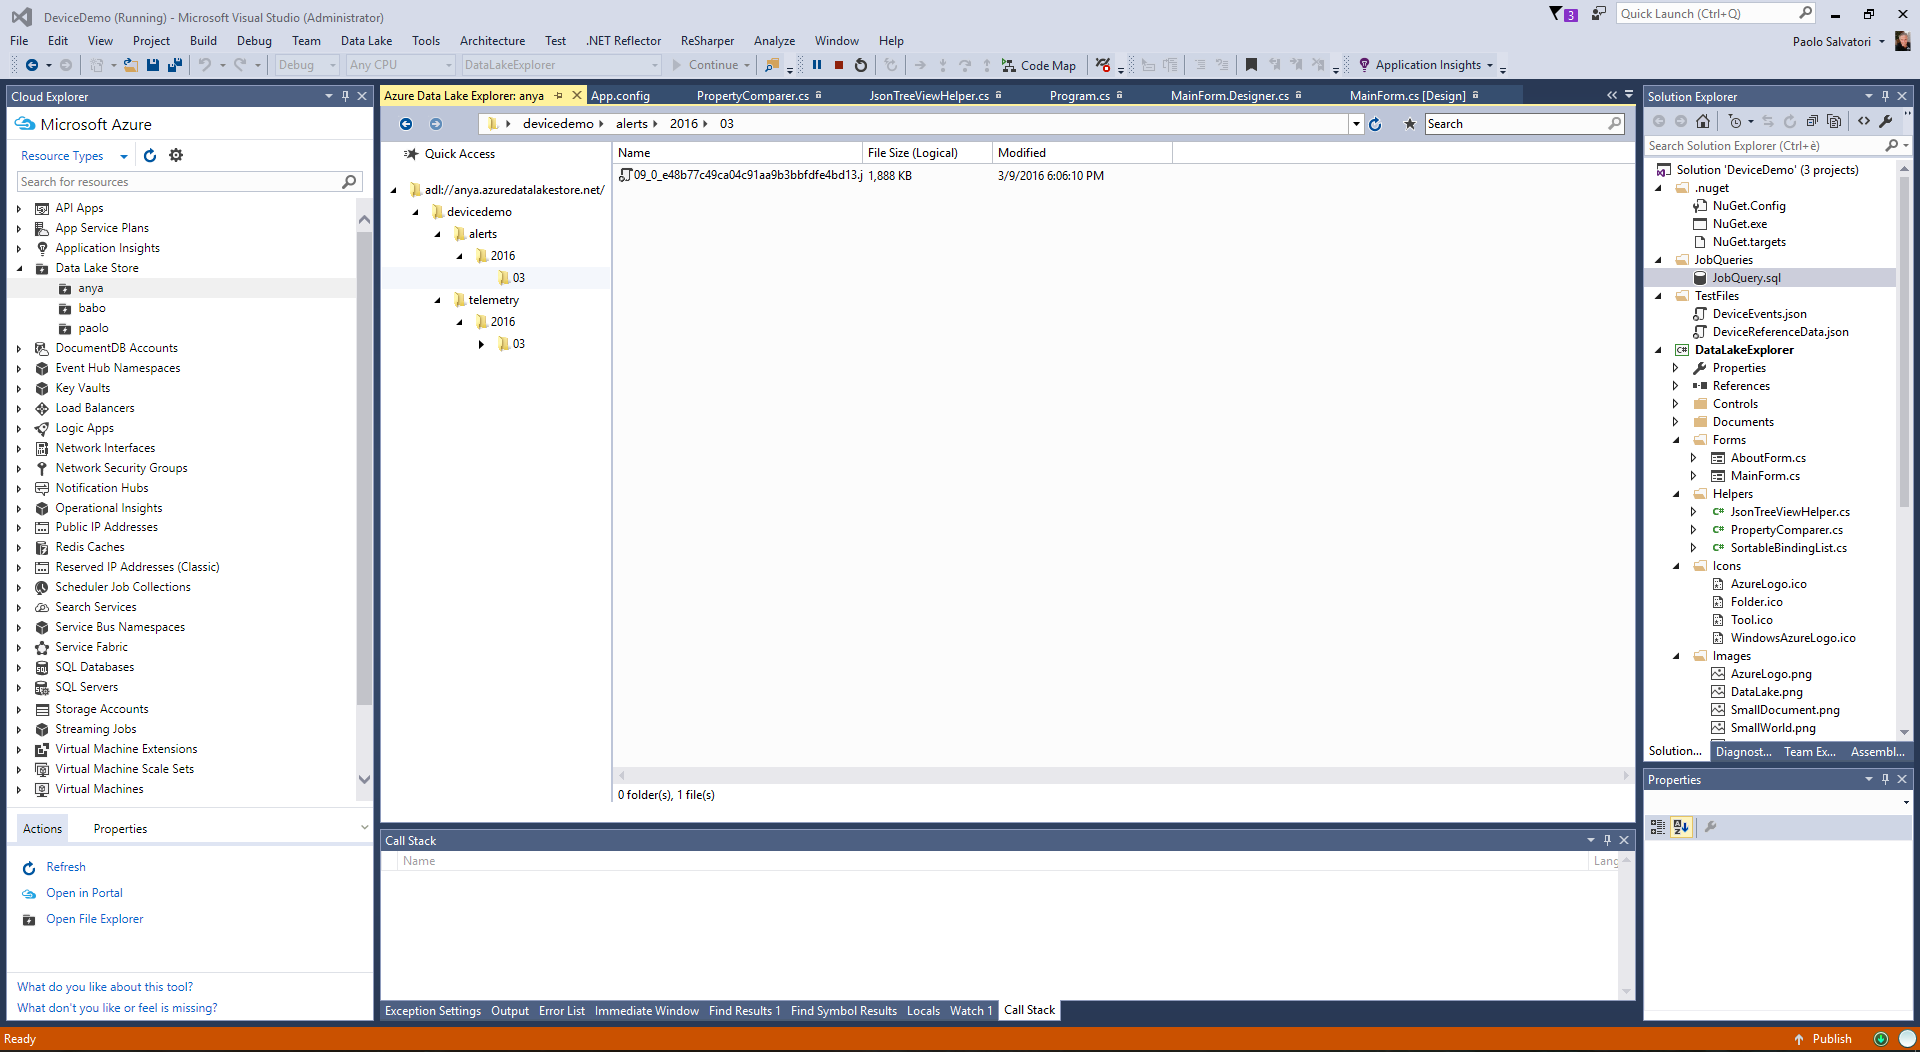 DeviceDemo (Running) - Microsoft Visual Studio (Administrator)
3
Quick Launch (Ctrl+Q)
File Edit View Project Build Debug Team Data Lake Tools Architecture Test .NET Reflector ReSharper Analyze Window Help
Paolo Salvatori
Debug Any CPU DataLakeExplorer Continue Code Map Application Insights
Cloud Explorer
Microsoft Azure
Resource Types
Search for resources
API Apps
App Service Plans
Application Insights
Data Lake Store
anya
babo
paolo
DocumentDB Accounts
Event Hub Namespaces
Key Vaults
Load Balancers
Logic Apps
Network Interfaces
Network Security Groups
Notification Hubs
Operational Insights
Public IP Addresses
Redis Caches
Reserved IP Addresses (Classic)
Scheduler Job Collections
Search Services
Service Bus Namespaces
Service Fabric
SQL Databases
SQL Servers
Storage Accounts
Streaming Jobs
Virtual Machine Extensions
Virtual Machine Scale Sets
Virtual Machines
Actions Properties
Refresh
Open in Portal
Open File Explorer
What do you like about this tool?
What don't you like or feel is missing?
Azure Data Lake Explorer: anya App.config PropertyComparer.cs JsonTreeViewHelper.cs Program.cs MainForm.Designer.cs MainForm.cs [Design]
devicedemo alerts 2016 03
Search
Quick Access
adl://anya.azuredatalakestore.net/
devicedemo
alerts
2016
03
telemetry
2016
03
Name File Size (Logical) Modified
09_0_e48b77c49ca04c91aa9b3bbfdfe4bd13.j 1,888 KB 3/9/2016 6:06:10 PM
0 folder(s), 1 file(s)
Call Stack
Name Lang
Exception Settings Output Error List Immediate Window Find Results 1 Find Symbol Results Locals Watch 1 Call Stack
Solution Explorer
Search Solution Explorer (Ctrl+è)
Solution 'DeviceDemo' (3 projects)
.nuget
NuGet.Config
NuGet.exe
NuGet.targets
JobQueries
JobQuery.sql
TestFiles
DeviceEvents.json
DeviceReferenceData.json
DataLakeExplorer
Properties
References
Controls
Documents
Forms
AboutForm.cs
MainForm.cs
Helpers
JsonTreeViewHelper.cs
PropertyComparer.cs
SortableBindingList.cs
Icons
AzureLogo.ico
Folder.ico
Tool.ico
WindowsAzureLogo.ico
Images
AzureLogo.png
DataLake.png
SmallDocument.png
SmallWorld.png
Solution... Diagnost... Team Ex... Assembl...
Properties
Ready
Publish